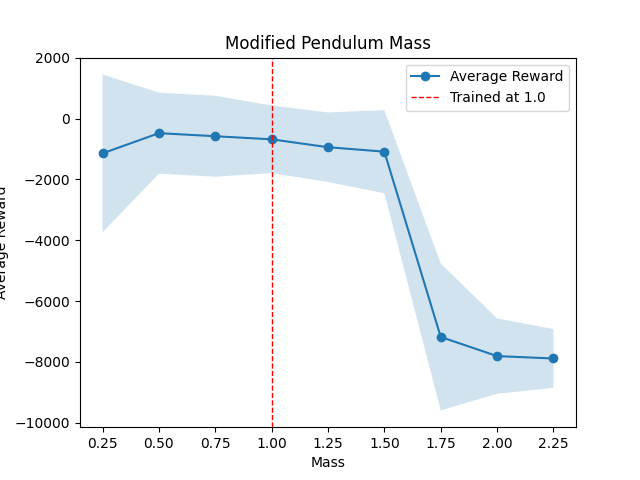 Modified Pendulum Mass
Average Reward
Trained at 1.0
2000
0
−2000
−4000
−6000
−8000
−10000
Average Reward
0.25 0.50 0.75 1.00 1.25 1.50 1.75 2.00 2.25
Mass